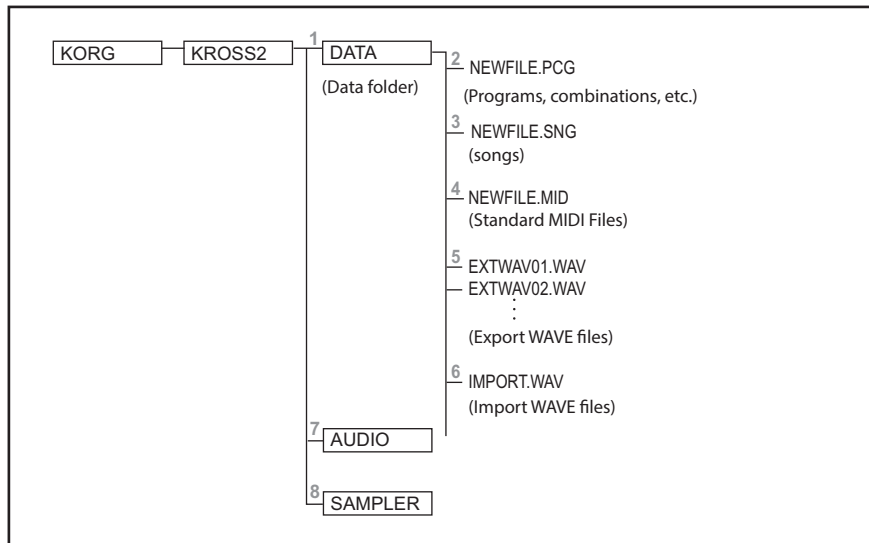 KORG
KROSS2
1
DATA
(Data folder)
2
NEWFILE.PCG
(Programs, combinations, etc.)
3
NEWFILE.SNG
(songs)
4
NEWFILE.MID
(Standard MIDI Files)
5
EXTWAV01.WAV
EXTWAV02.WAV
(Export WAVE files)
6
IMPORT.WAV
(Import WAVE files)
7
AUDIO
8
SAMPLER